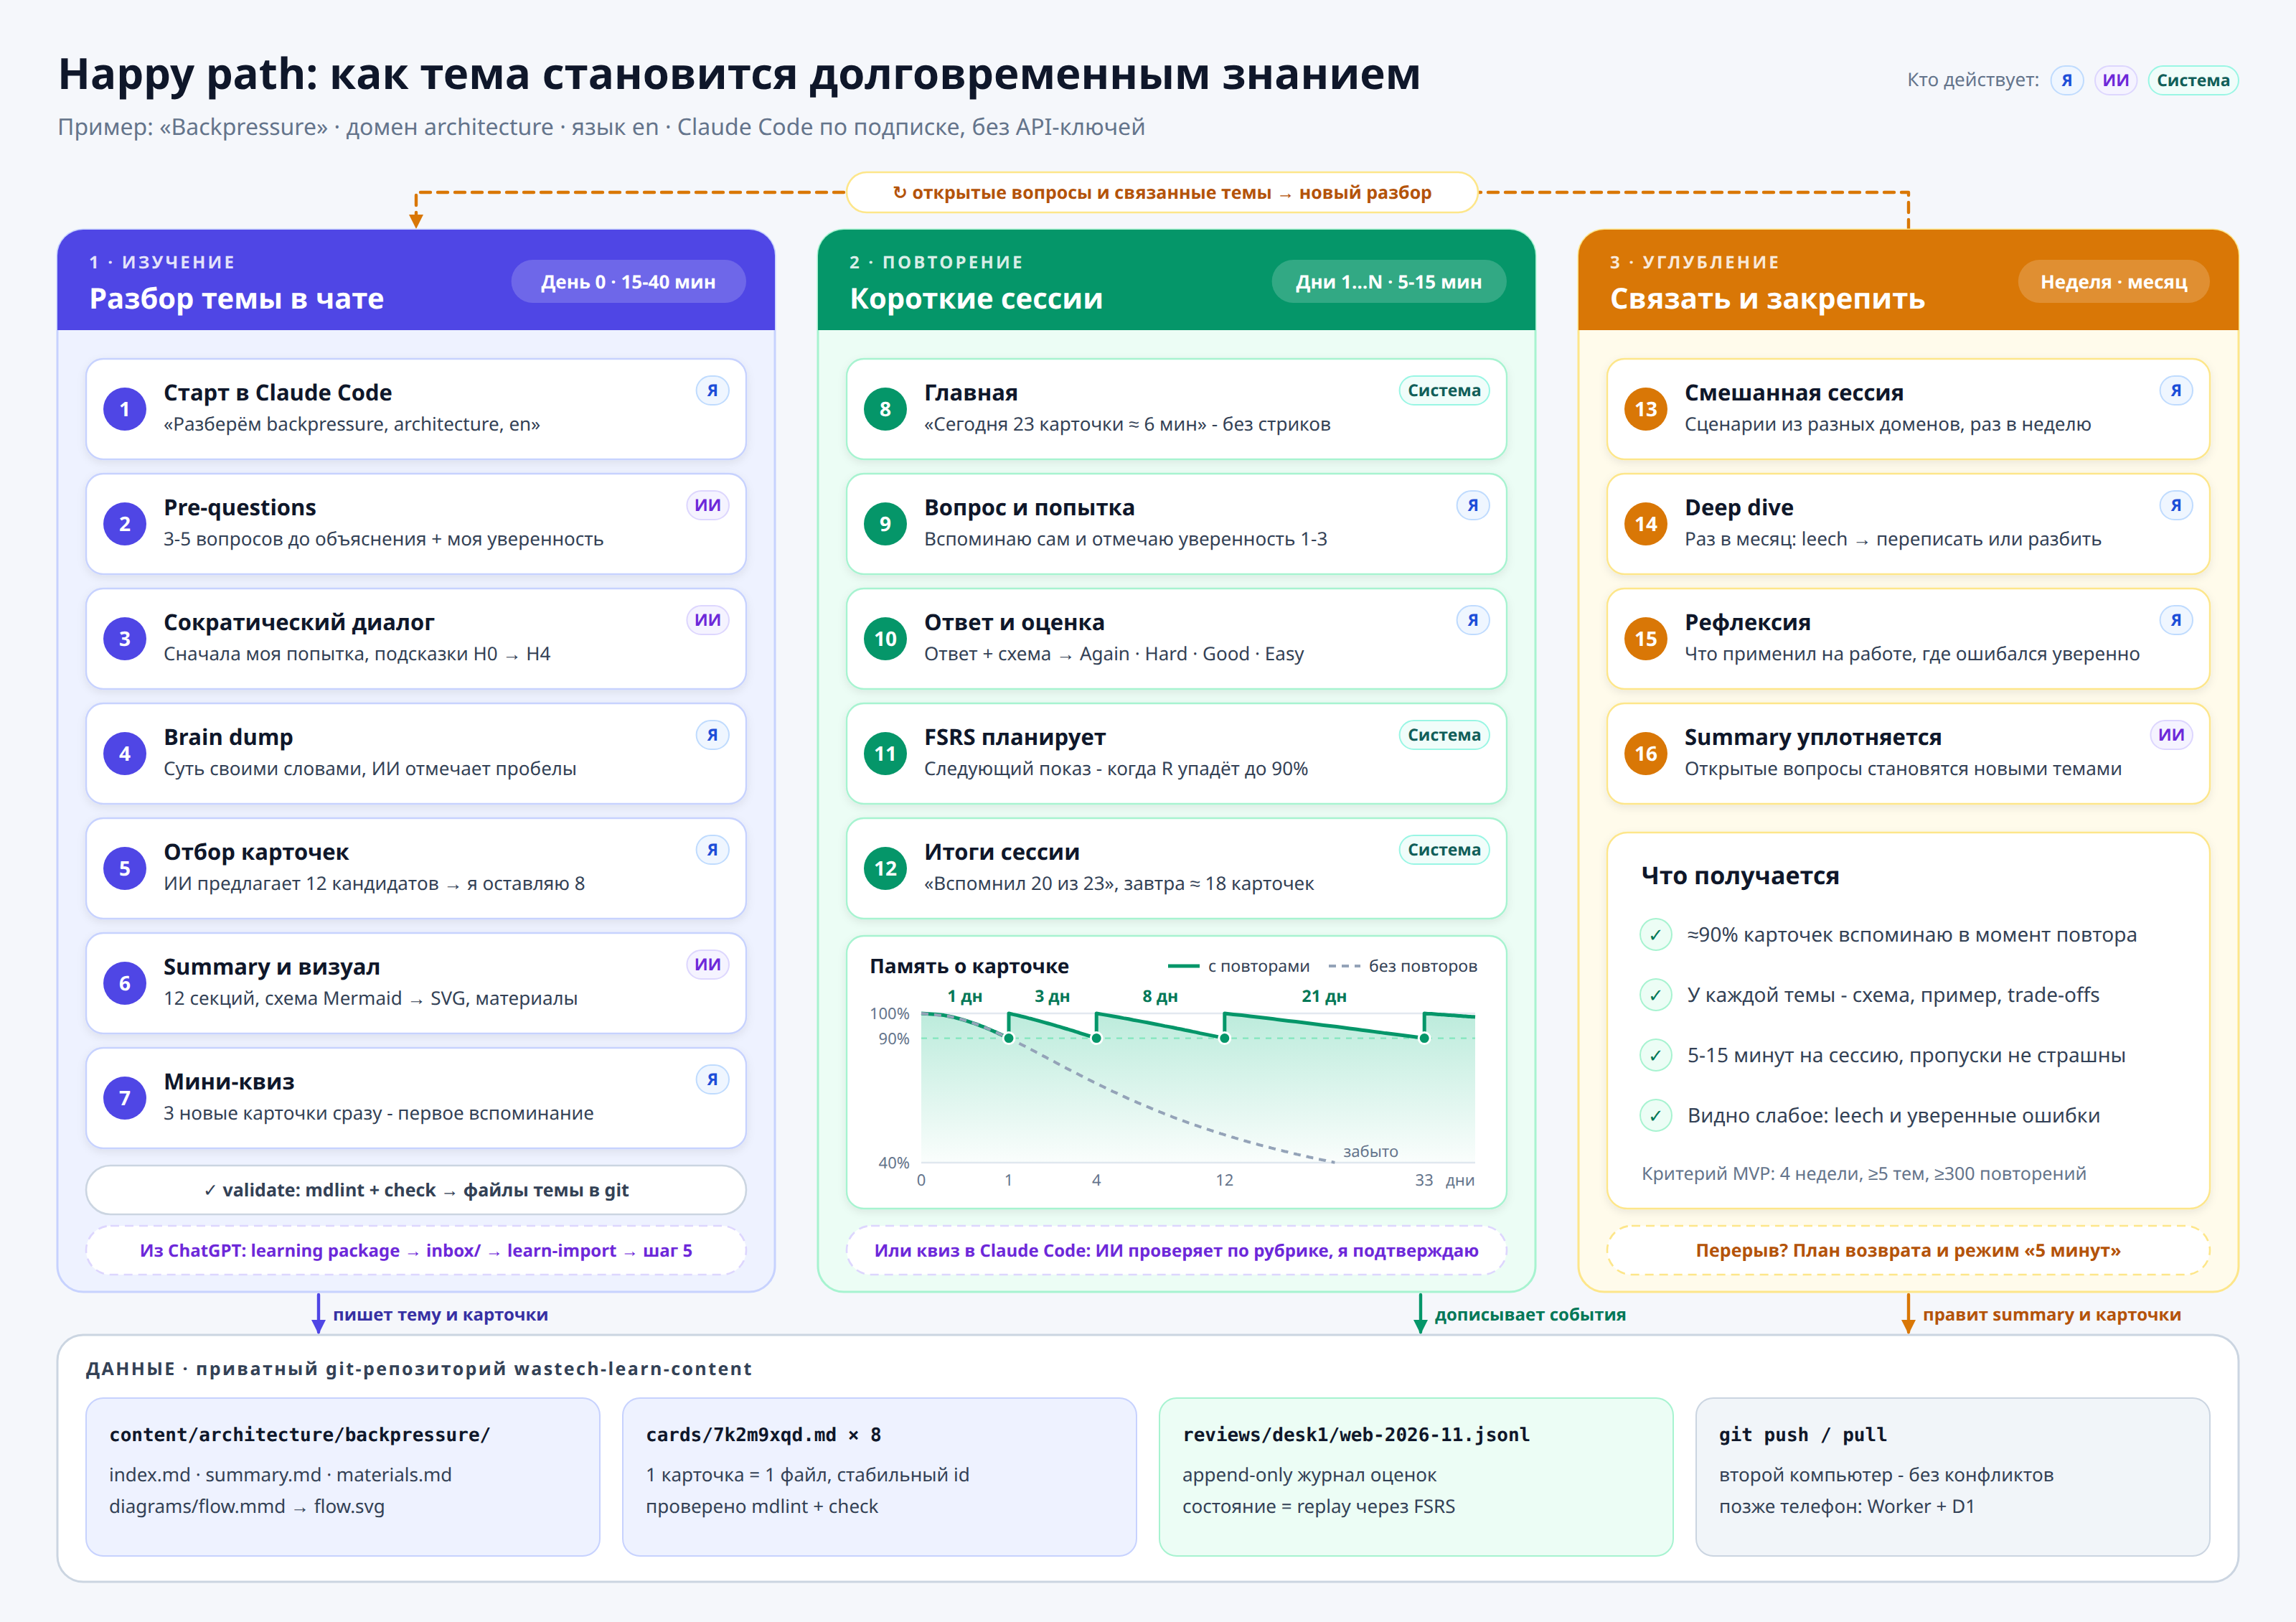 Happy path: как тема становится долговременным знанием
Кто действует: Я ИИ Система
Пример: «Backpressure» · домен architecture · язык en · Claude Code по подписке, без API-ключей
↻ открытые вопросы и связанные темы → новый разбор
1 · ИЗУЧЕНИЕ
Разбор темы в чате
День 0 · 15-40 мин
1
Старт в Claude Code
Я
«Разберём backpressure, architecture, en»
2
Pre-questions
ИИ
3-5 вопросов до объяснения + моя уверенность
3
Сократический диалог
ИИ
Сначала моя попытка, подсказки H0 → H4
4
Brain dump
Я
Суть своими словами, ИИ отмечает пробелы
5
Отбор карточек
Я
ИИ предлагает 12 кандидатов → я оставляю 8
6
Summary и визуал
ИИ
12 секций, схема Mermaid → SVG, материалы
7
Мини-квиз
Я
3 новые карточки сразу - первое вспоминание
✓ validate: mdlint + check → файлы темы в git
Из ChatGPT: learning package → inbox/ → learn-import → шаг 5
2 · ПОВТОРЕНИЕ
Короткие сессии
Дни 1…N · 5-15 мин
8
Главная
Система
«Сегодня 23 карточки ≈ 6 мин» - без стриков
9
Вопрос и попытка
Я
Вспоминаю сам и отмечаю уверенность 1-3
10
Ответ и оценка
Я
Ответ + схема → Again · Hard · Good · Easy
11
FSRS планирует
Система
Следующий показ - когда R упадёт до 90%
12
Итоги сессии
Система
«Вспомнил 20 из 23», завтра ≈ 18 карточек
Память о карточке
с повторами
без повторов
1 дн 3 дн 8 дн 21 дн
100%
90%
забыто
40%
0 1 4 12 33 дни
Или квиз в Claude Code: ИИ проверяет по рубрике, я подтверждаю
3 · УГЛУБЛЕНИЕ
Связать и закрепить
Неделя · месяц
13
Смешанная сессия
Я
Сценарии из разных доменов, раз в неделю
14
Deep dive
Я
Раз в месяц: leech → переписать или разбить
15
Рефлексия
Я
Что применил на работе, где ошибался уверенно
16
Summary уплотняется
ИИ
Открытые вопросы становятся новыми темами
Что получается
✓ ≈90% карточек вспоминаю в момент повтора
✓ У каждой темы - схема, пример, trade-offs
✓ 5-15 минут на сессию, пропуски не страшны
✓ Видно слабое: leech и уверенные ошибки
Критерий MVP: 4 недели, ≥5 тем, ≥300 повторений
Перерыв? План возврата и режим «5 минут»
пишет тему и карточки
дописывает события
правит summary и карточки
ДАННЫЕ · приватный git-репозиторий wastech-learn-content
content/architecture/backpressure/
index.md · summary.md · materials.md
diagrams/flow.mmd → flow.svg
cards/7k2m9xqd.md × 8
1 карточка = 1 файл, стабильный id
проверено mdlint + check
reviews/desk1/web-2026-11.jsonl
append-only журнал оценок
состояние = replay через FSRS
git push / pull
второй компьютер - без конфликтов
позже телефон: Worker + D1